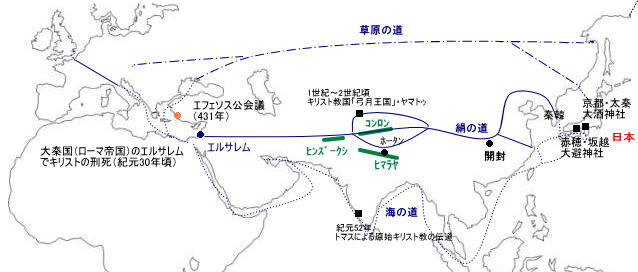 草原の道
1世紀～2世紀頃
キリスト教国「弓月王国」・ヤマトゥ
エフェソス公会議
(431年)
コンロン
秦韓
京都・太秦
大酒神社
大秦国(ローマ帝国)のエルサレム
でキリストの刑死(紀元30年頃)
エルサレム
ヒンズークシ
ホータン
ヒマラヤ
絹の道
開封
日本
赤穂・坂越
大避神社
紀元52年
トマスによる原始キリスト教の伝道
海の道